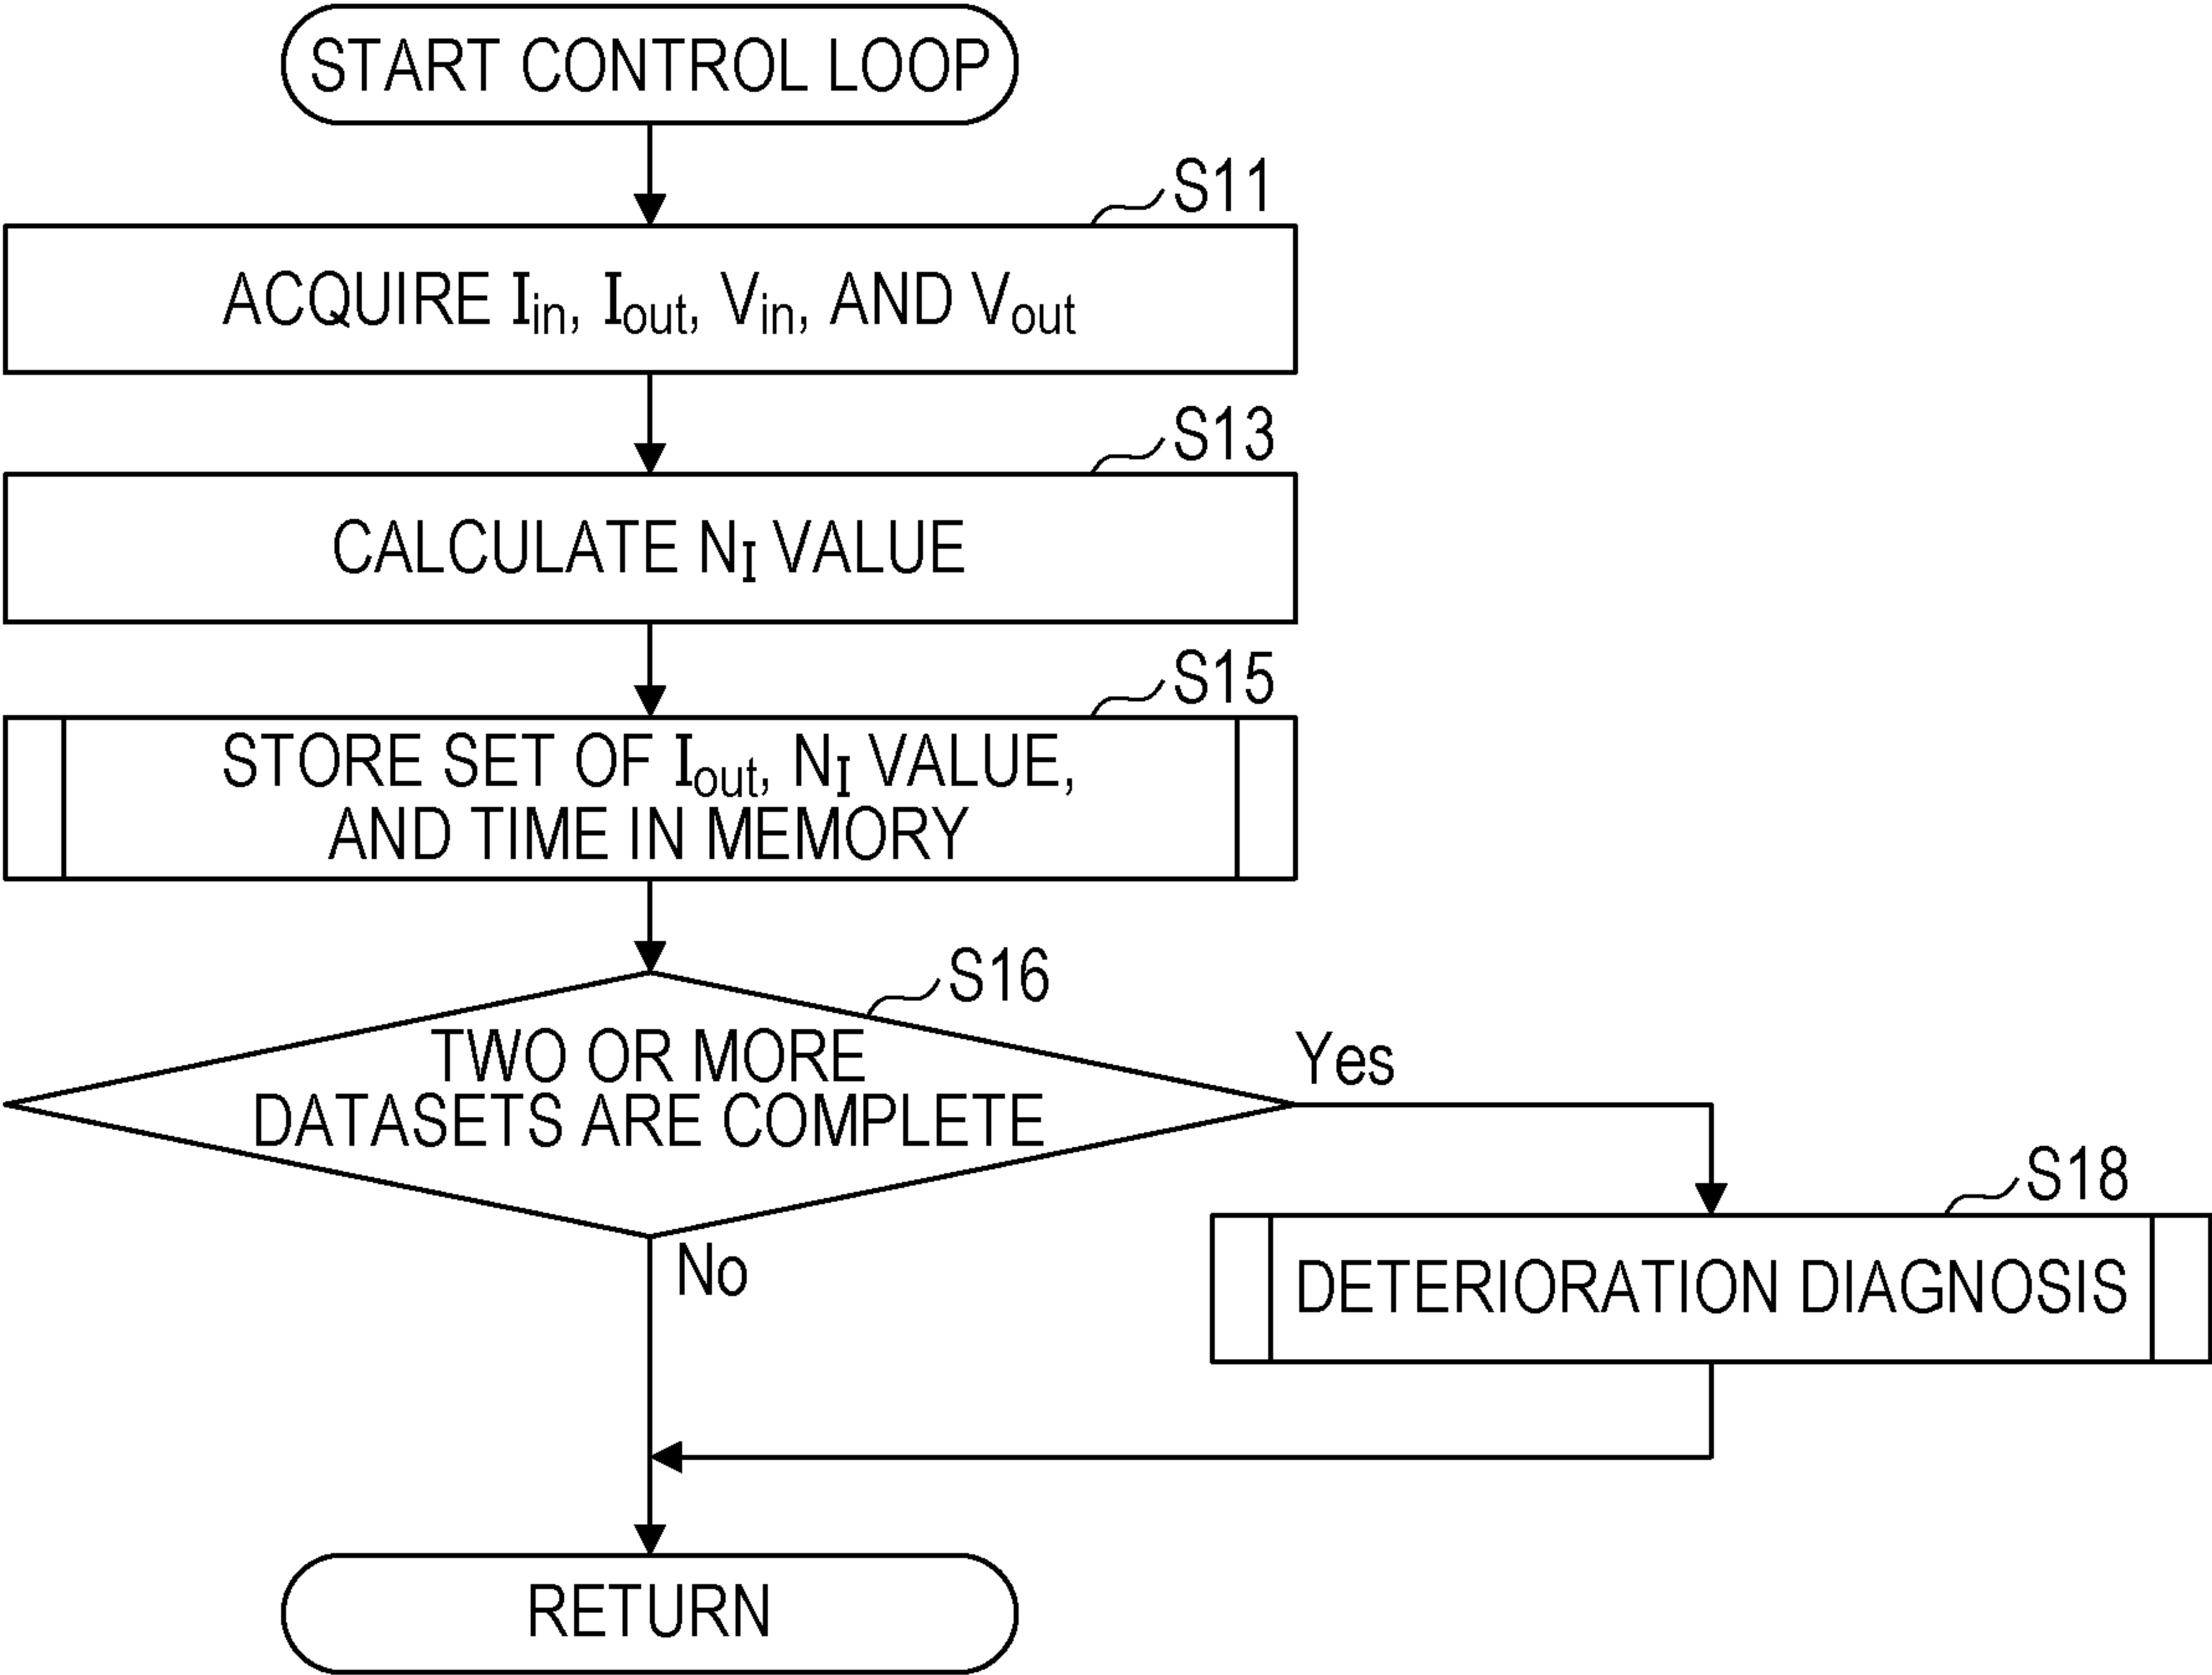 START CONTROL LOOP
S11
ACQUIRE Iin, Iout, Vin, AND Vout
S13
CALCULATE NI VALUE
S15
STORE SET OF Iout, NI VALUE,
AND TIME IN MEMORY
S16
TWO OR MORE
DATASETS ARE COMPLETE
Yes
S18
DETERIORATION DIAGNOSIS
No
RETURN